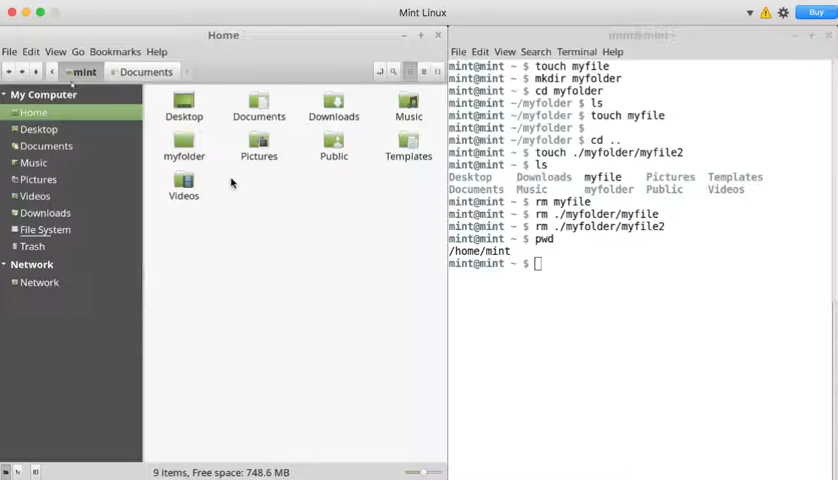 Mint Linux
Buy
Home
File Edit View Go Bookmarks Help
mint Documents
My Computer
Home
Desktop
Documents
Music
Pictures
Videos
Downloads
File System
Trash
Network
Network
Desktop Documents Downloads Music
myfolder Pictures Public Templates
Videos
9 items, Free space: 748.6 MB
mint@mint: ~
File Edit View Search Terminal Help
mint@mint ~ $ touch myfile
mint@mint ~ $ mkdir myfolder
mint@mint ~ $ cd myfolder
mint@mint ~/myfolder $ ls
mint@mint ~/myfolder $ touch myfile
mint@mint ~/myfolder $
mint@mint ~/myfolder $ cd ..
mint@mint ~ $ touch ./myfolder/myfile2
mint@mint ~ $ ls
Desktop Downloads myfile Pictures Templates
Documents Music myfolder Public Videos
mint@mint ~ $ rm myfile
mint@mint ~ $ rm ./myfolder/myfile
mint@mint ~ $ rm ./myfolder/myfile2
mint@mint ~ $ pwd
/home/mint
mint@mint ~ $